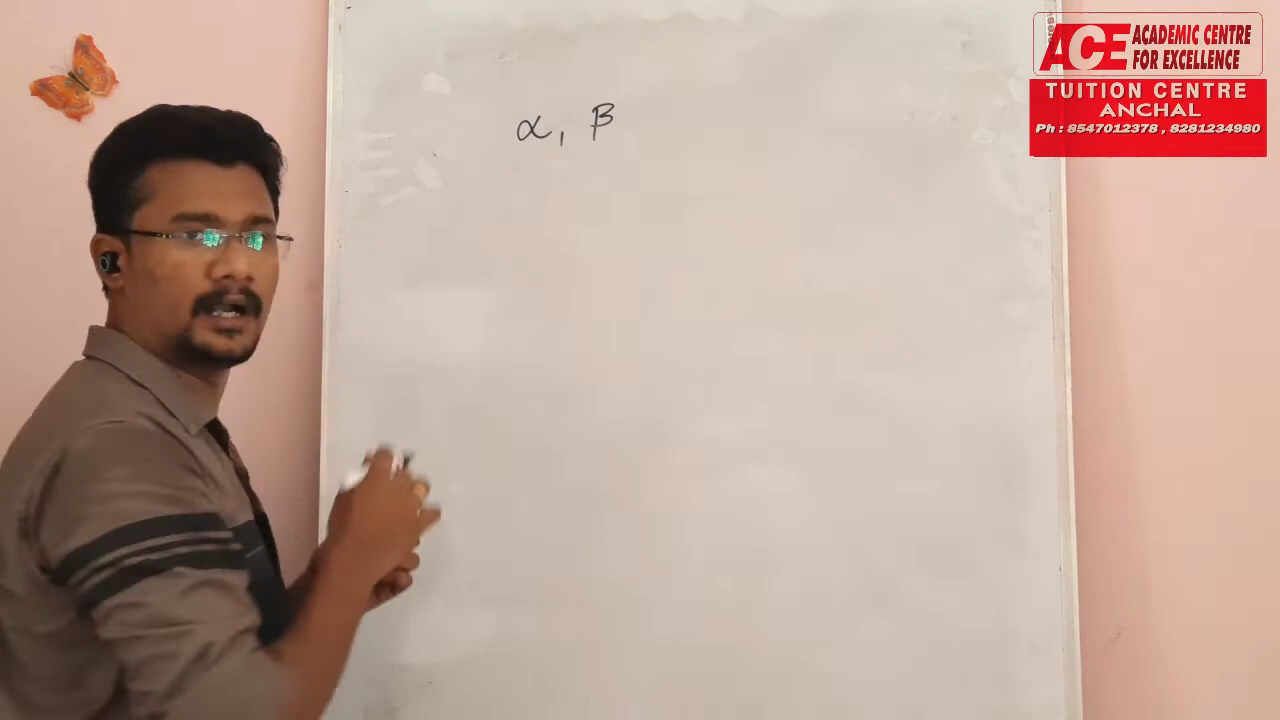 α, β
ACE ACADEMIC CENTRE
FOR EXCELLENCE
TUITION CENTRE
ANCHAL
Ph : 8547012378 , 8281234980